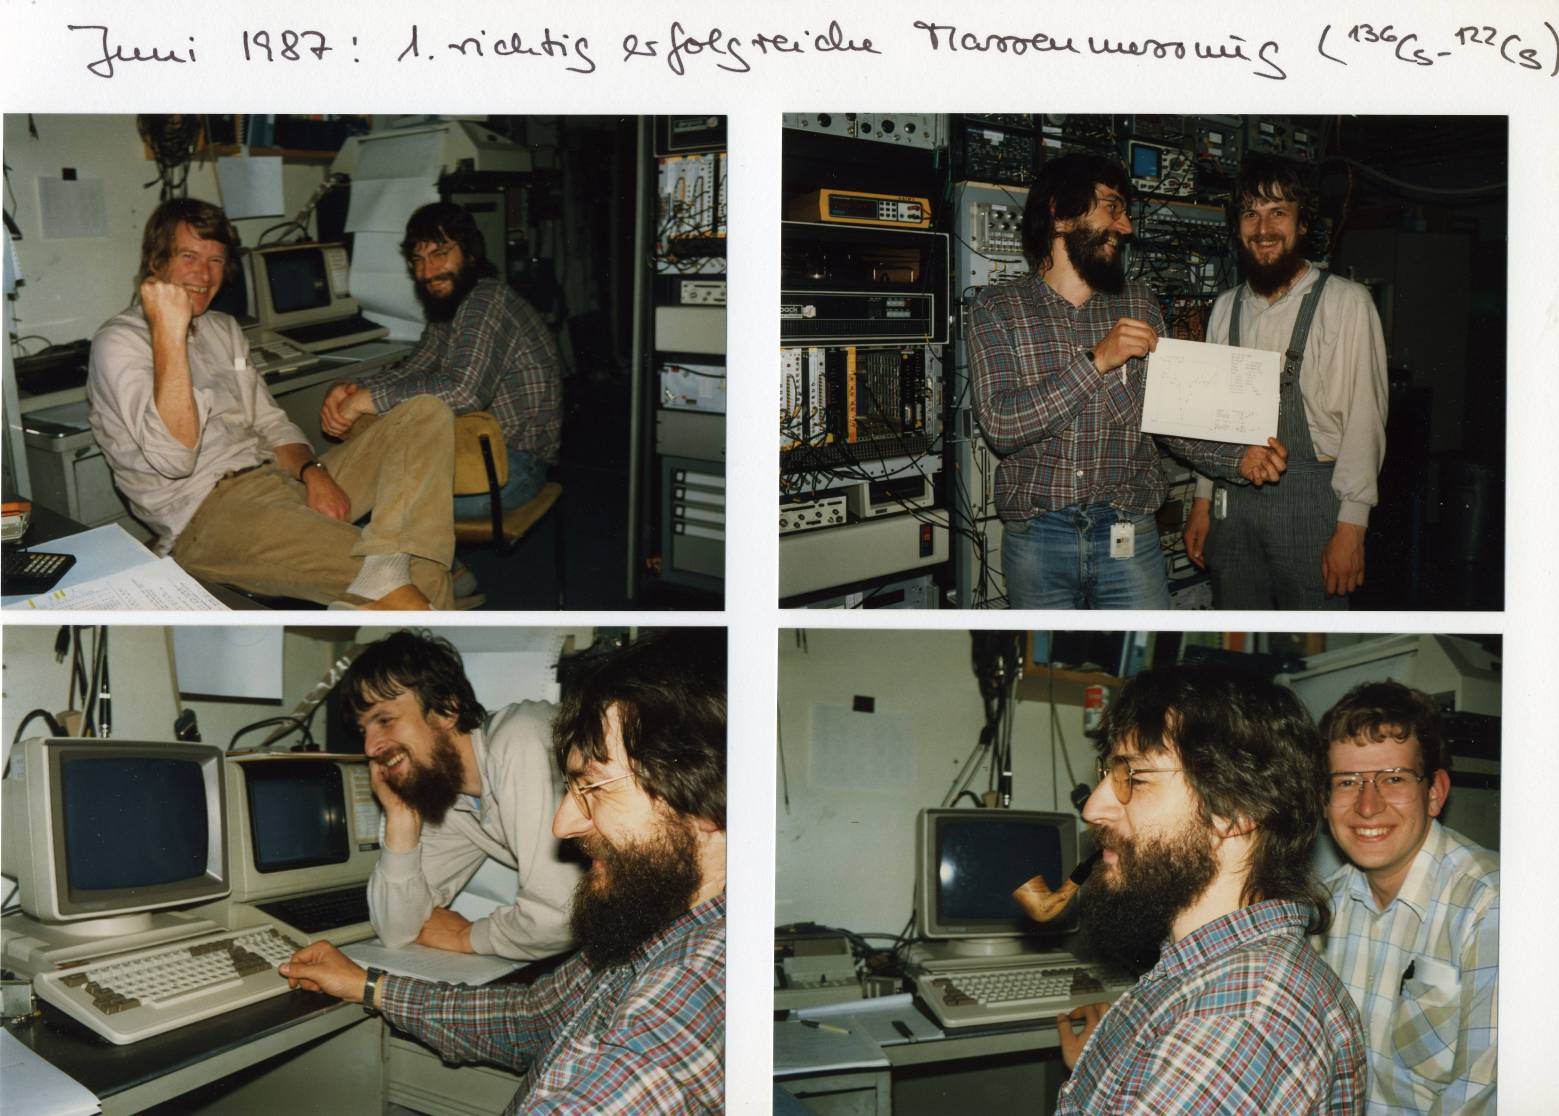 Juni 1987: 1. richtig erfolgreiche Massenmessung (¹³⁶Cs-¹²²Cs)